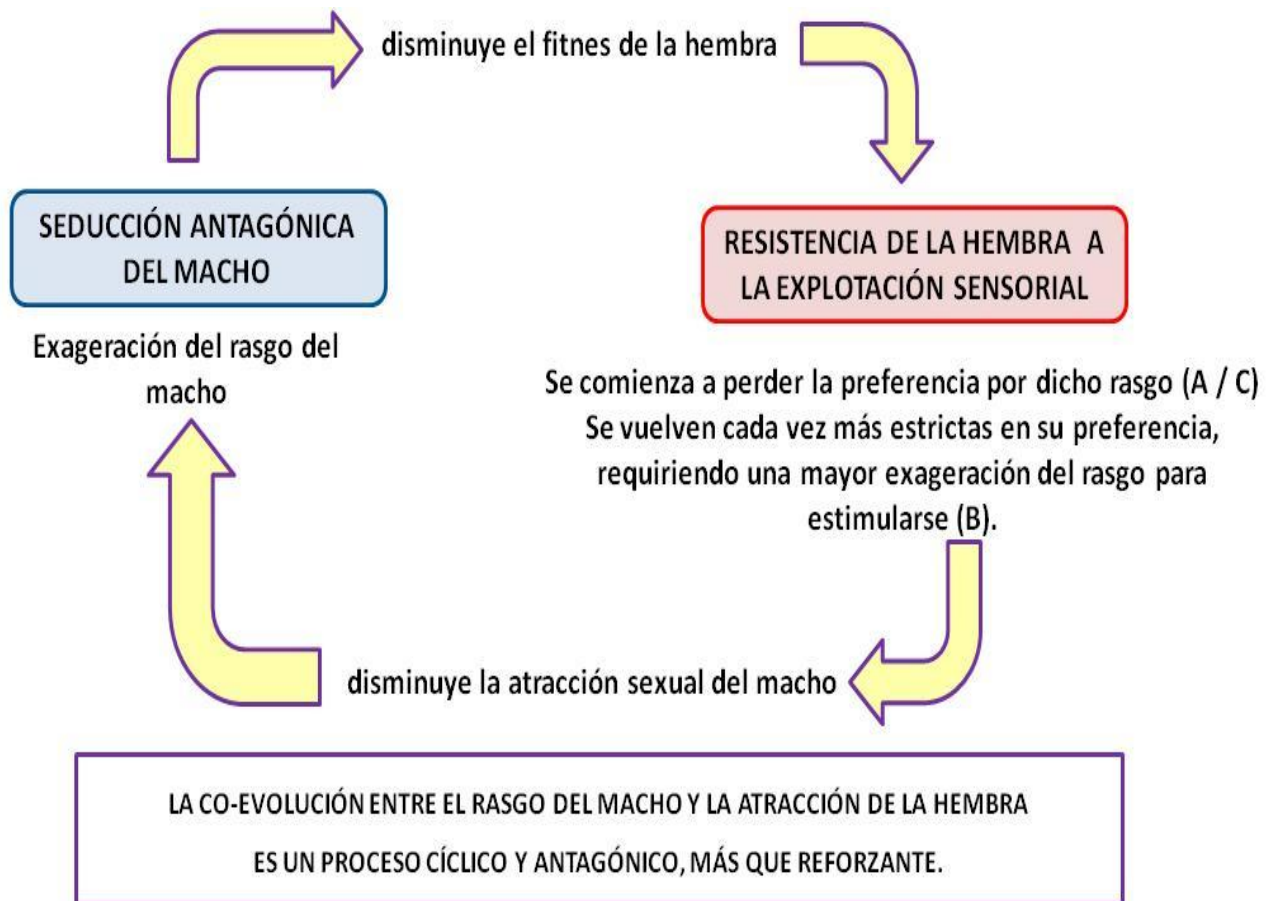 disminuye el fitnes de la hembra
SEDUCCIÓN ANTAGÓNICA
DEL MACHO
RESISTENCIA DE LA HEMBRA A
LA EXPLOTACIÓN SENSORIAL
Exageración del rasgo del
macho
Se comienza a perder la preferencia por dicho rasgo (A / C)
Se vuelven cada vez más estrictas en su preferencia,
requiriendo una mayor exageración del rasgo para
estimularse (B).
disminuye la atracción sexual del macho
LA CO-EVOLUCIÓN ENTRE EL RASGO DEL MACHO Y LA ATRACCIÓN DE LA HEMBRA
ES UN PROCESO CÍCLICO Y ANTAGÓNICO, MÁS QUE REFORZANTE.